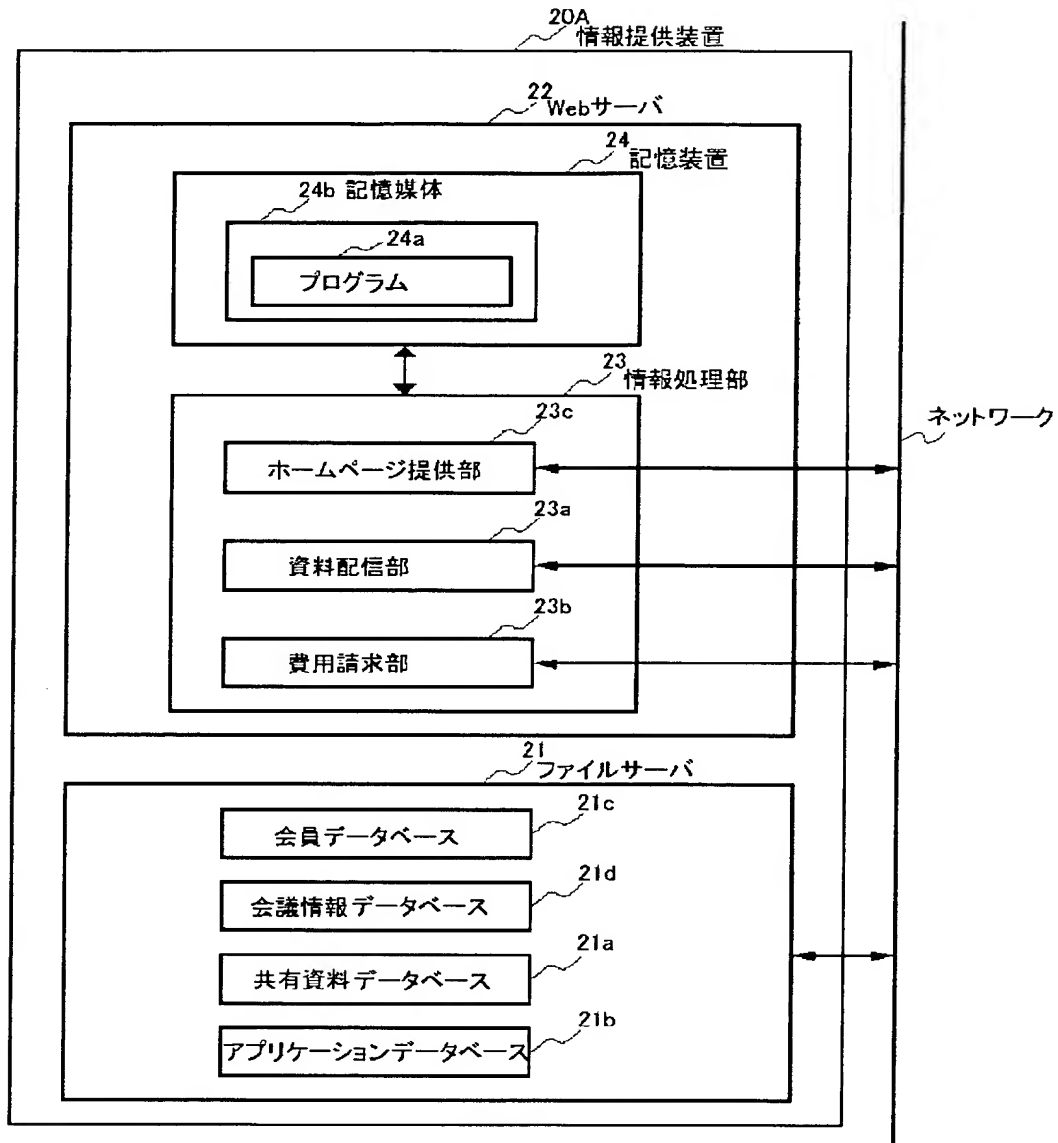 20A
情報提供装置
22
Webサーバ
24
記憶装置
24b 記憶媒体
24a
プログラム
23
情報処理部
23c
ホームページ提供部
ネットワーク
23a
資料配信部
23b
費用請求部
21
ファイルサーバ
21c
会員データベース
21d
会議情報データベース
21a
共有資料データベース
21b
アプリケーションデータベース